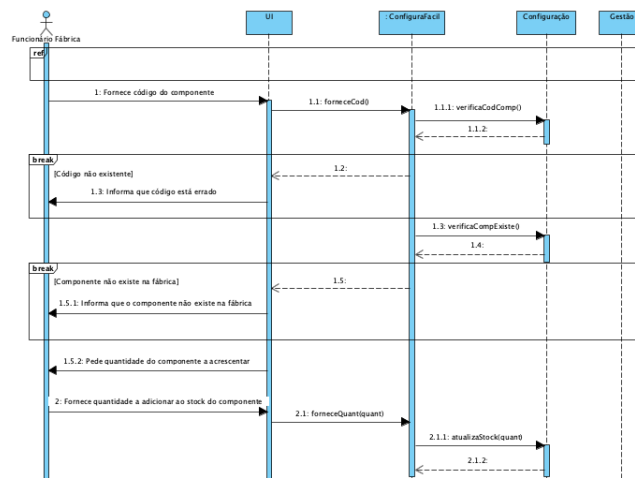 UI
: ConfiguraFacil
Configuração
Gestão
Funcionário Fábrica
ref
1: Fornece código do componente
1.1: forneceCod()
1.1.1: verificaCodComp()
1.1.2:
break
[Código não existente]
1.2:
1.3: Informa que código está errado
1.3: verificaCompExiste()
1.4:
break
[Componente não existe na fábrica]
1.5:
1.5.1: Informa que o componente não existe na fábrica
1.5.2: Pede quantidade do componente a acrescentar
2: Fornece quantidade a adicionar ao stock do componente
2.1: forneceQuant(quant)
2.1.1: atualizaStock(quant)
2.1.2: